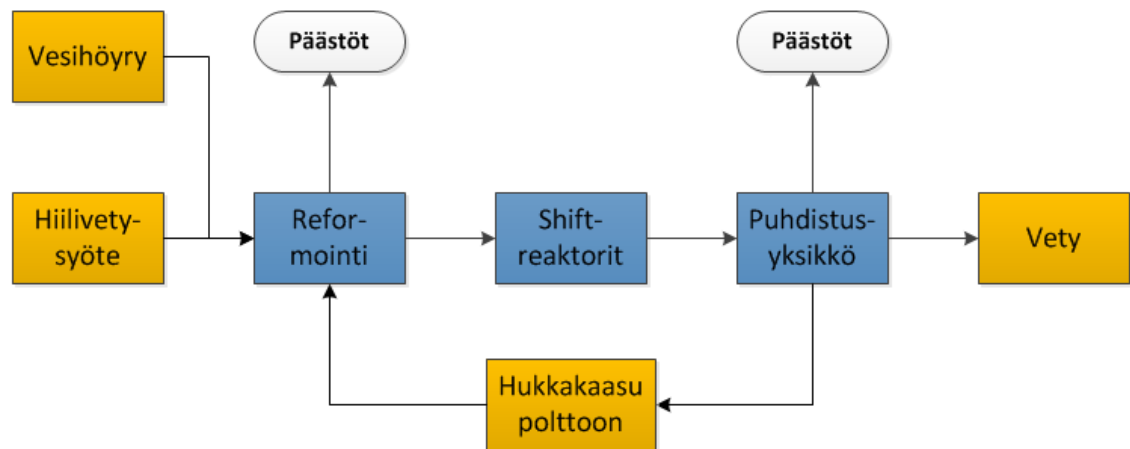 Vesihöyry
Päästöt
Päästöt
Hiilivety-
syöte
Refor-
mointi
Shift-
reaktorit
Puhdistus-
yksikkö
Vety
Hukkakaasu
polttoon